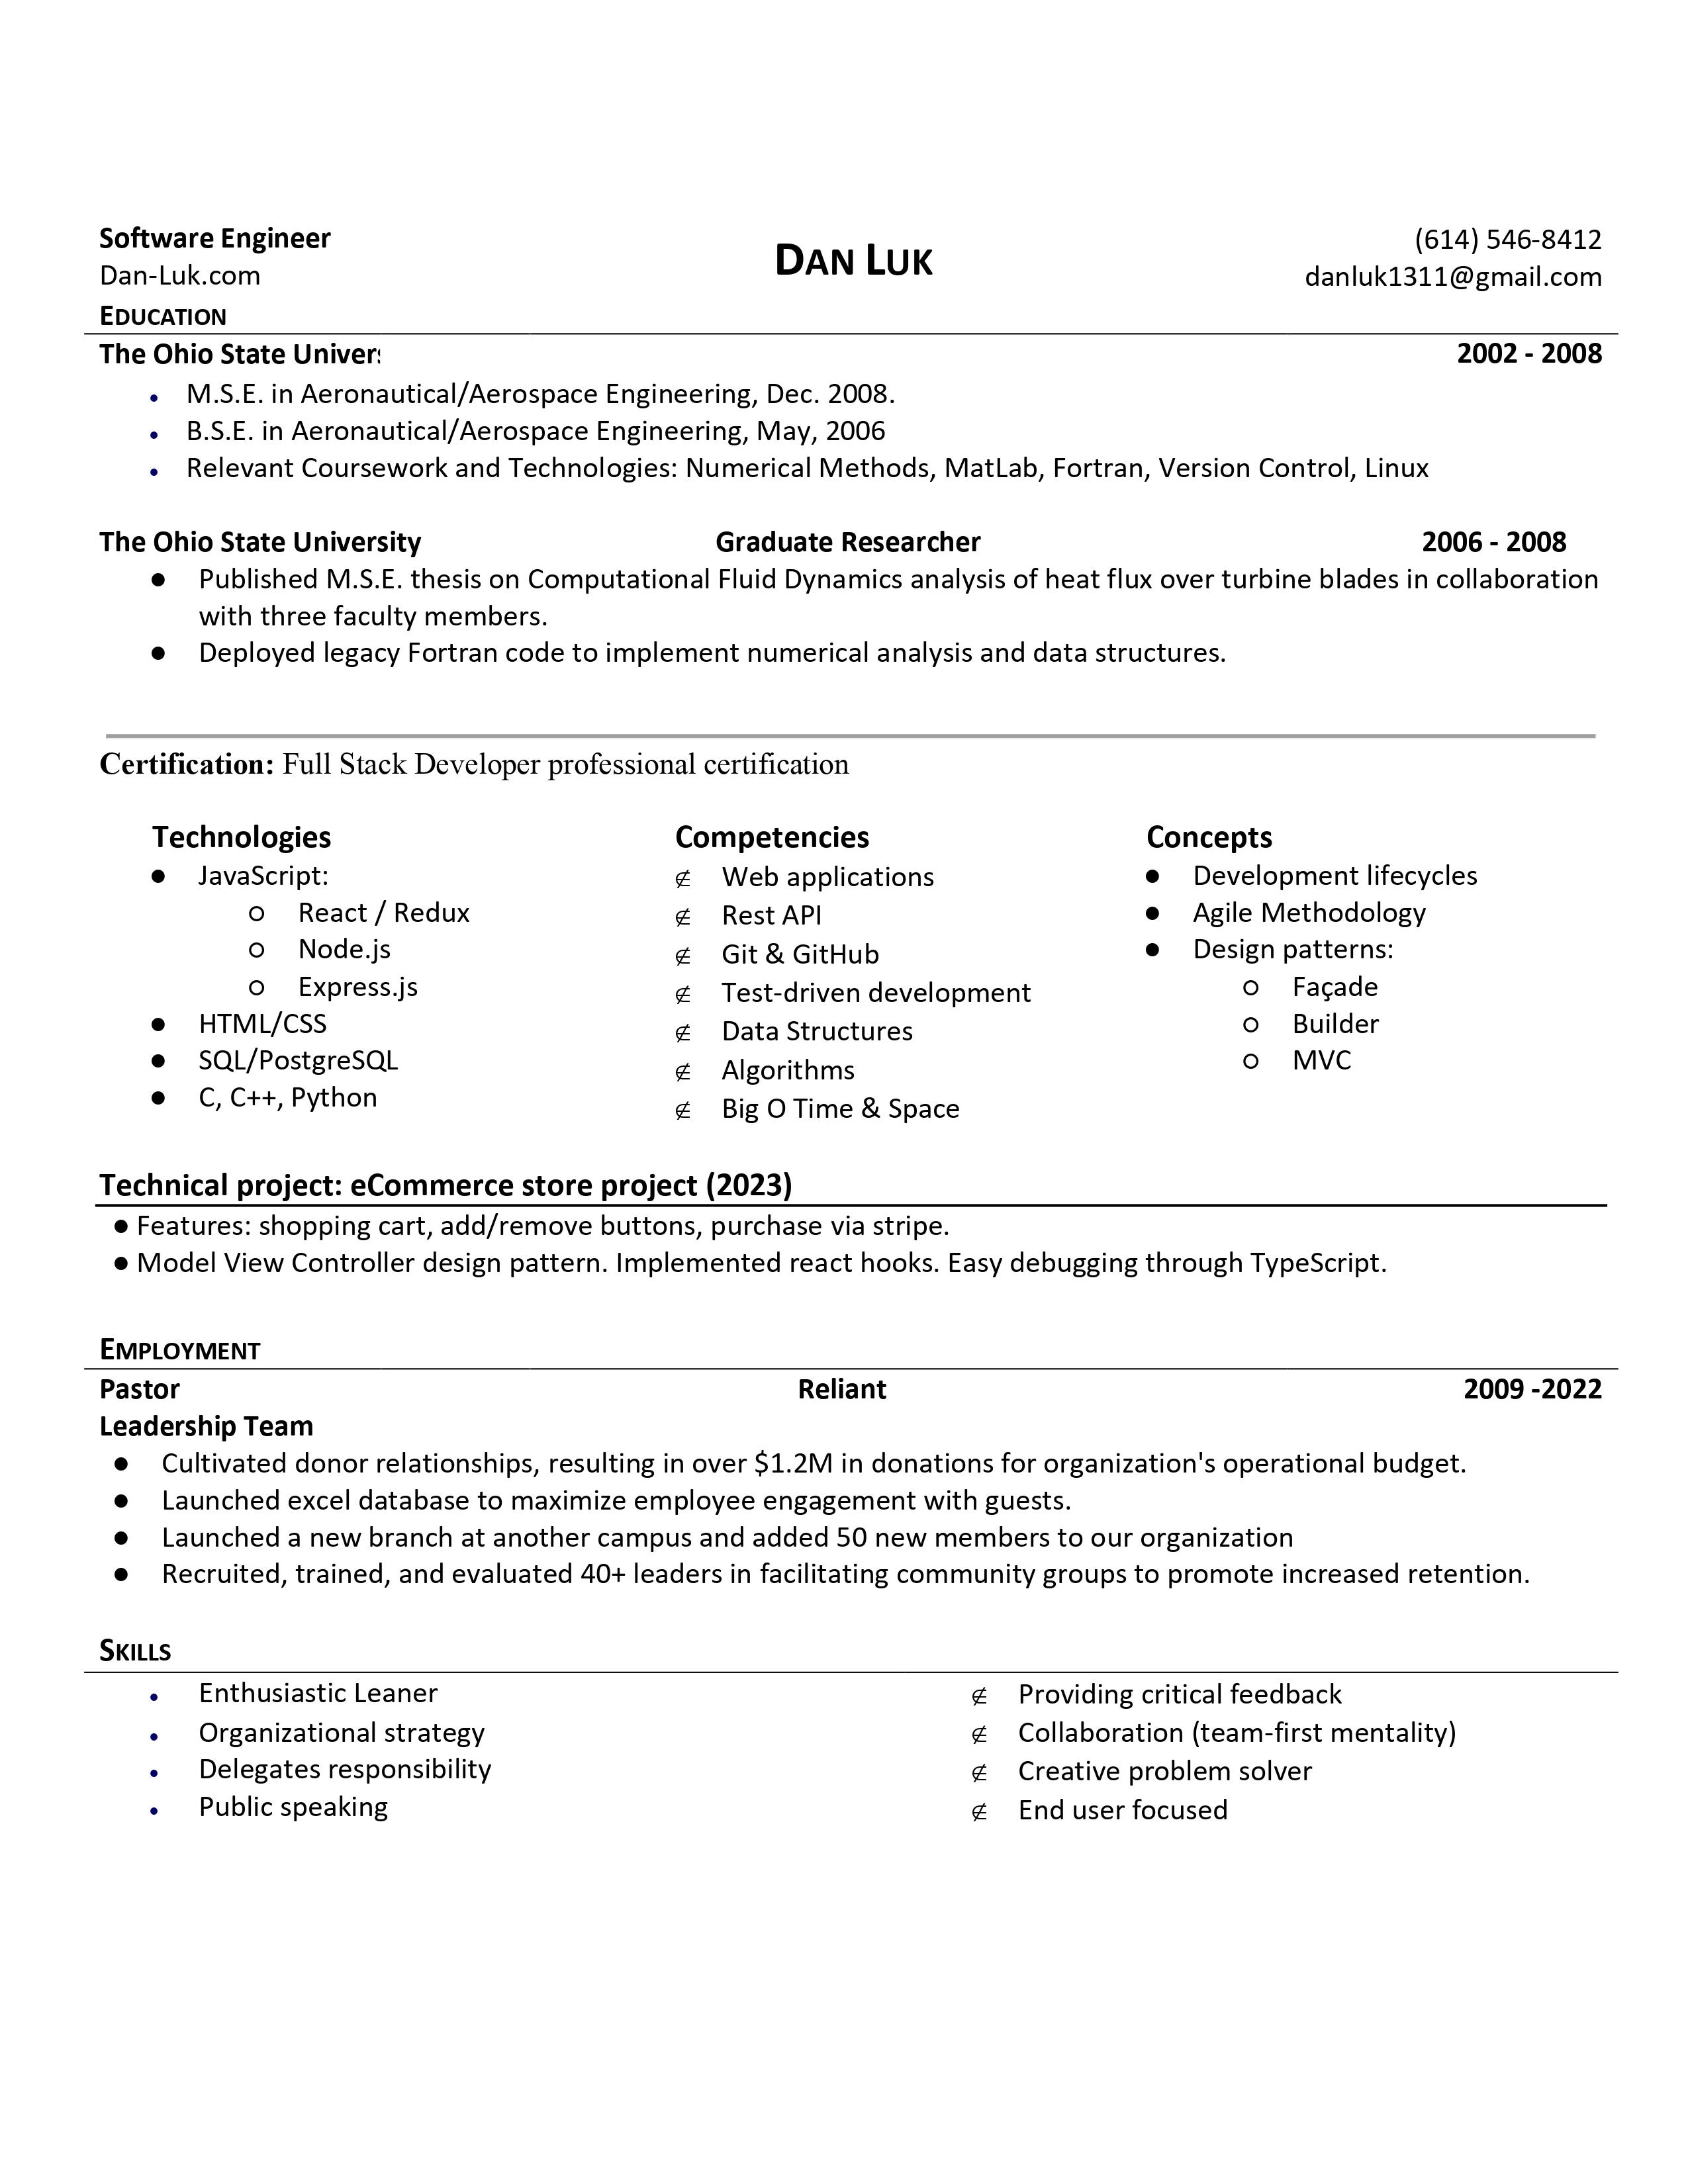 Software Engineer
DAN LUK
(614) 546-8412
Dan-Luk.com
danluk1311@gmail.com
EDUCATION
The Ohio State Univer
2002 - 2008
• M.S.E. in Aeronautical/Aerospace Engineering, Dec. 2008.
• B.S.E. in Aeronautical/Aerospace Engineering, May, 2006
• Relevant Coursework and Technologies: Numerical Methods, MatLab, Fortran, Version Control, Linux
The Ohio State University Graduate Researcher 2006 - 2008
● Published M.S.E. thesis on Computational Fluid Dynamics analysis of heat flux over turbine blades in collaboration
with three faculty members.
● Deployed legacy Fortran code to implement numerical analysis and data structures.
Certification: Full Stack Developer professional certification
Technologies
● JavaScript:
○ React / Redux
○ Node.js
○ Express.js
● HTML/CSS
● SQL/PostgreSQL
● C, C++, Python
Competencies
∉ Web applications
∉ Rest API
∉ Git & GitHub
∉ Test-driven development
∉ Data Structures
∉ Algorithms
∉ Big O Time & Space
Concepts
● Development lifecycles
● Agile Methodology
● Design patterns:
○ Façade
○ Builder
○ MVC
Technical project: eCommerce store project (2023)
● Features: shopping cart, add/remove buttons, purchase via stripe.
● Model View Controller design pattern. Implemented react hooks. Easy debugging through TypeScript.
EMPLOYMENT
Pastor Reliant 2009 -2022
Leadership Team
● Cultivated donor relationships, resulting in over $1.2M in donations for organization's operational budget.
● Launched excel database to maximize employee engagement with guests.
● Launched a new branch at another campus and added 50 new members to our organization
● Recruited, trained, and evaluated 40+ leaders in facilitating community groups to promote increased retention.
SKILLS
• Enthusiastic Leaner
• Organizational strategy
• Delegates responsibility
• Public speaking
∉ Providing critical feedback
∉ Collaboration (team-first mentality)
∉ Creative problem solver
∉ End user focused